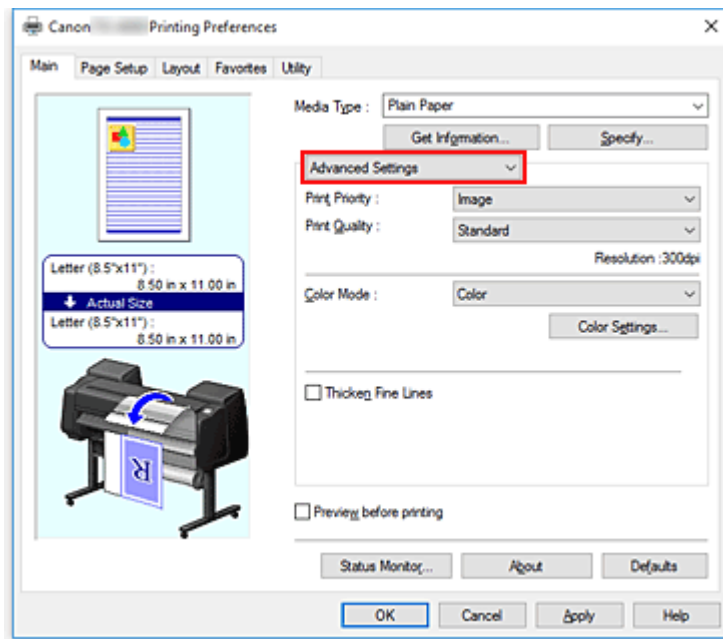 Canon Printing Preferences
Main Page Setup Layout Favorites Utility
Media Type : Plain Paper
Get Information... Specify...
Advanced Settings
Print Priority : Image
Print Quality : Standard
Resolution :300dpi
Letter (8.5"x11") :
8.50 in x 11.00 in
Actual Size
Letter (8.5"x11") :
8.50 in x 11.00 in
Color Mode : Color
Color Settings...
Thicken Fine Lines
R
Preview before printing
Status Monitor... About Defaults
OK Cancel Apply Help